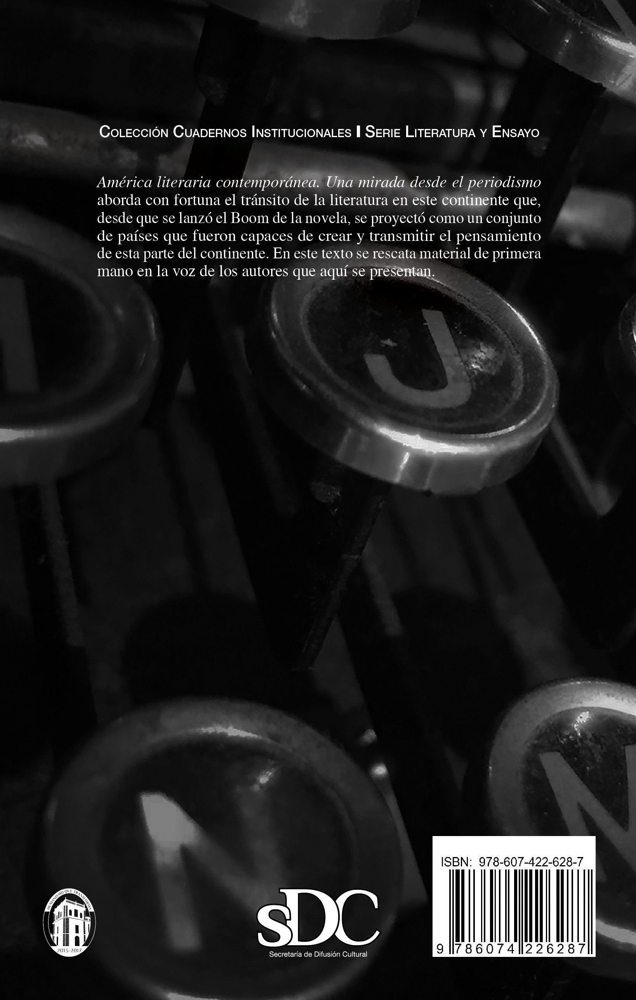 Colección Cuadernos Institucionales | Serie Literatura y Ensayo
América literaria contemporánea. Una mirada desde el periodismo
aborda con fortuna el tránsito de la literatura en este continente que,
desde que se lanzó el Boom de la novela, se proyectó como un conjunto
de países que fueron capaces de crear y transmitir el pensamiento
de esta parte del continente. En este texto se rescata material de primera
mano en la voz de los autores que aquí se presentan.
J
N
N
HUMANISMO QUE TRANSFORMA
2013-2017
sDC
Secretaría de Difusión Cultural
ISBN: 978-607-422-628-7
9 786074 226287